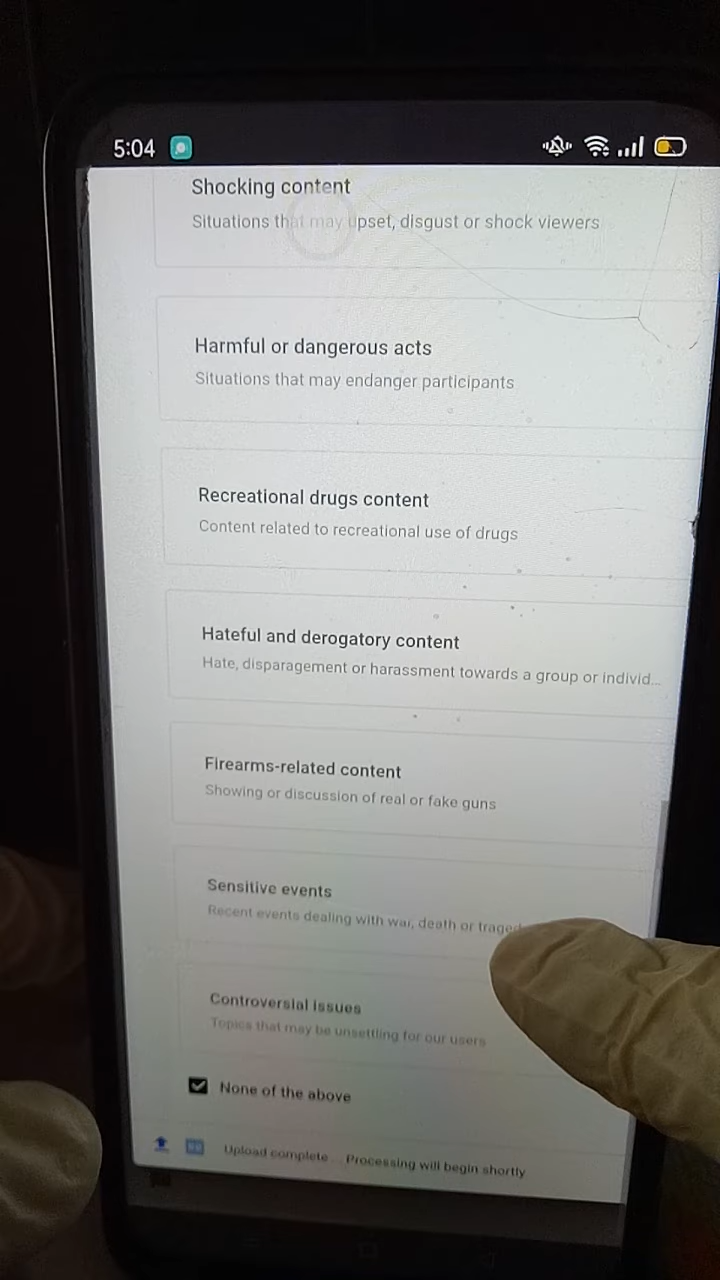 5:04
Shocking content
Situations that may upset, disgust or shock viewers
Harmful or dangerous acts
Situations that may endanger participants
Recreational drugs content
Content related to recreational use of drugs
Hateful and derogatory content
Hate, disparagement or harassment towards a group or individ...
Firearms-related content
Showing or discussion of real or fake guns
Sensitive events
Recent events dealing with war, death or
Controversial issues
Topics that may be unsettling for our users
None of the above
Upload complete ... Processing will begin shortly